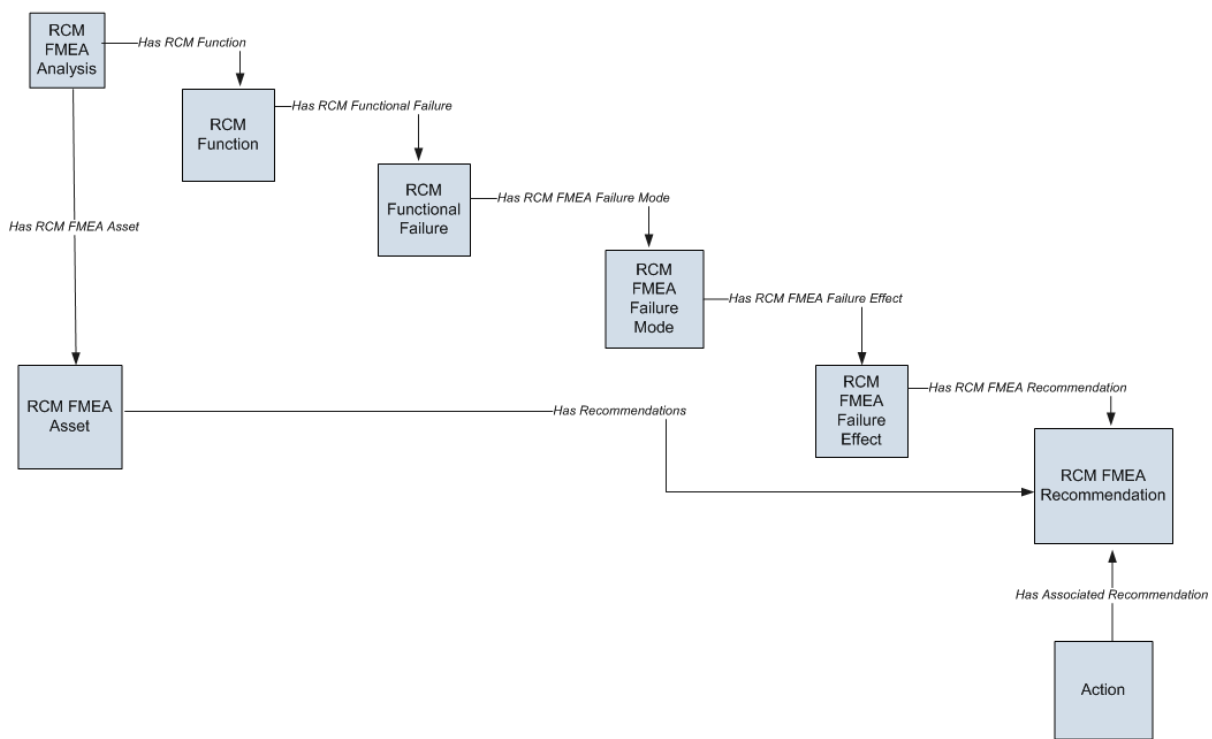 RCM
FMEA
Analysis
Has RCM Function
RCM
Function
Has RCM Functional Failure
RCM
Functional
Failure
Has RCM FMEA Failure Mode
Has RCM FMEA Asset
RCM
FMEA
Failure
Mode
Has RCM FMEA Failure Effect
RCM
FMEA
Failure
Effect
Has RCM FMEA Recommendation
RCM FMEA
Asset
Has Recommendations
RCM FMEA
Recommendation
Has Associated Recommendation
Action